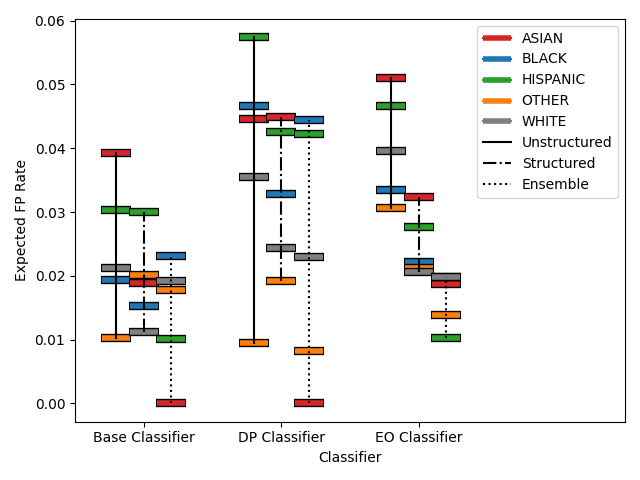 0.06
0.05
0.04
0.03
0.02
0.01
0.00
Expected FP Rate
Base Classifier
DP Classifier
EO Classifier
Classifier
ASIAN
BLACK
HISPANIC
OTHER
WHITE
Unstructured
Structured
Ensemble